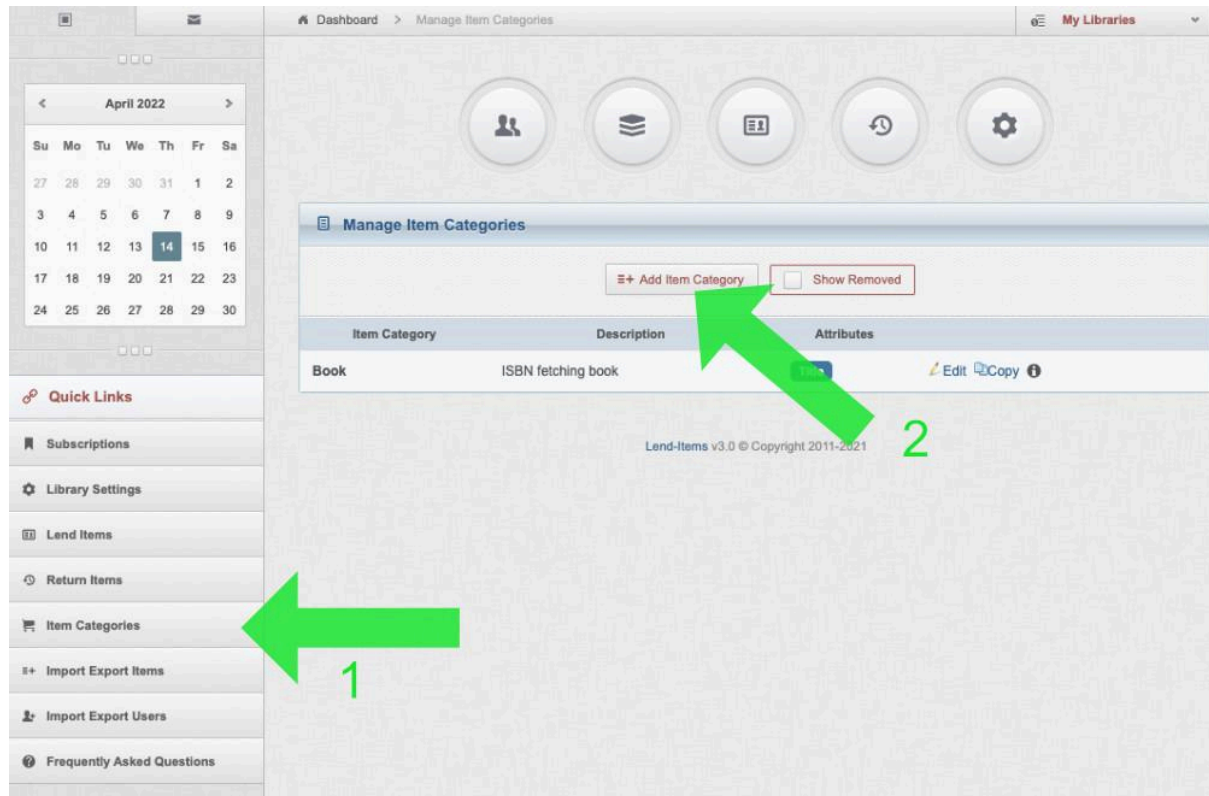 Dashboard > Manage Item Categories
My Libraries
< April 2022 >
Su Mo Tu We Th Fr Sa
27 28 29 30 31 1 2
3 4 5 6 7 8 9
10 11 12 13 14 15 16
17 18 19 20 21 22 23
24 25 26 27 28 29 30
Quick Links
Subscriptions
Library Settings
Lend Items
Return Items
Item Categories
Import Export Items
Import Export Users
Frequently Asked Questions
1
Manage Item Categories
Add Item Category Show Removed
Item Category Description Attributes
Book ISBN fetching book Title Edit Copy
2
Lend-Items v3.0 © Copyright 2011-2021